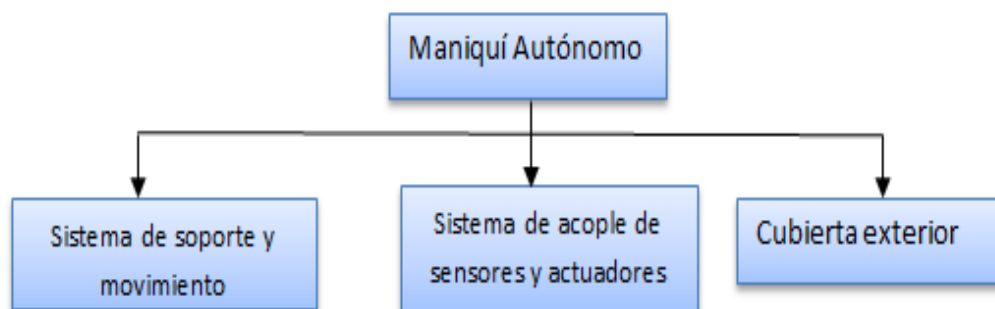 Maniquí Autónomo
Sistema de soporte y
movimiento
Sistema de acople de
sensores y actuadores
Cubierta exterior